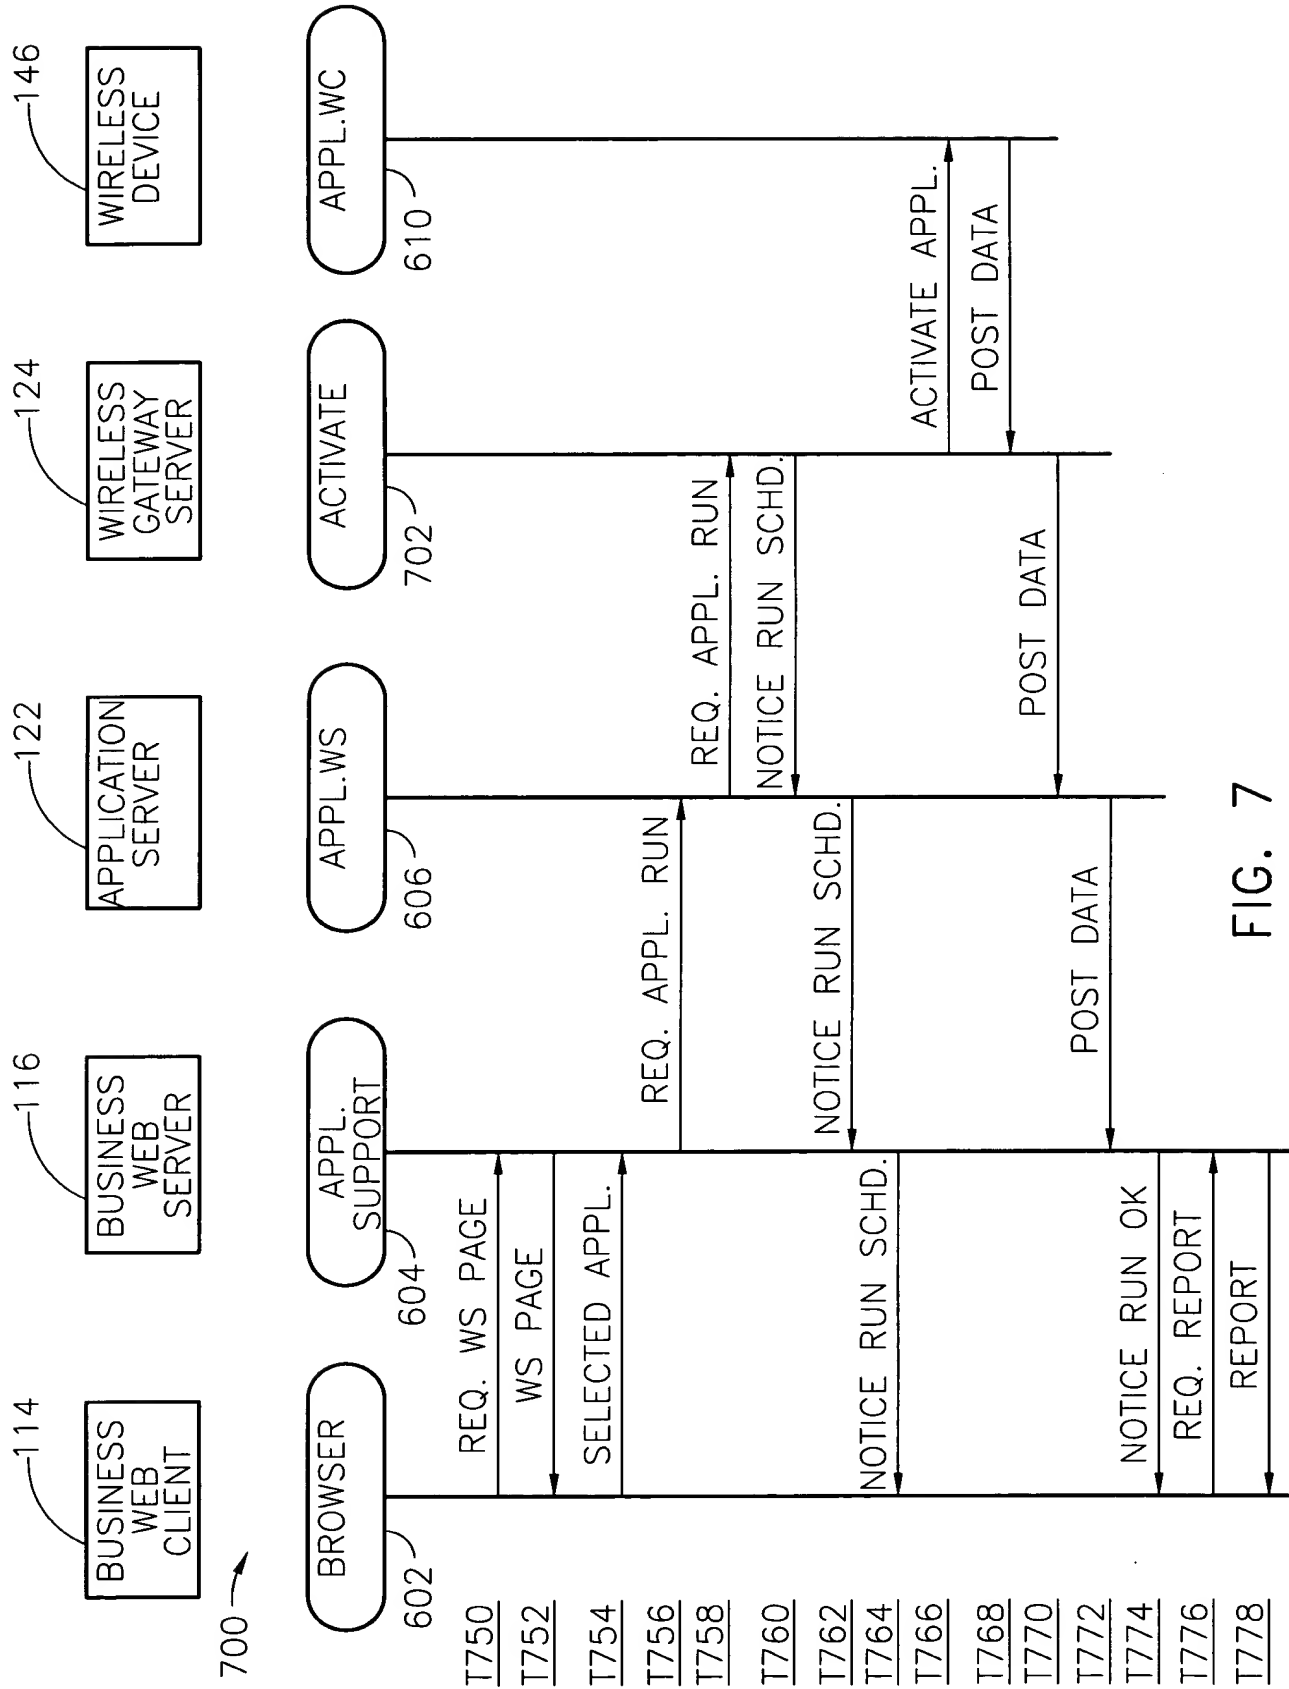 114
BUSINESS
WEB
CLIENT
116
BUSINESS
WEB
SERVER
122
APPLICATION
SERVER
124
WIRELESS
GATEWAY
SERVER
146
WIRELESS
DEVICE
700
BROWSER
602
APPL.
SUPPORT
604
APPL.WS
606
ACTIVATE
702
APPL.WC
610
T750
REQ. WS PAGE
T752
WS PAGE
T754
SELECTED APPL.
T756
REQ. APPL. RUN
T758
REQ. APPL. RUN
T760
NOTICE RUN SCHD.
T762
NOTICE RUN SCHD.
T764
NOTICE RUN SCHD.
T766
ACTIVATE APPL.
T768
POST DATA
T770
POST DATA
T772
POST DATA
T774
NOTICE RUN OK
T776
REQ. REPORT
T778
REPORT
FIG. 7